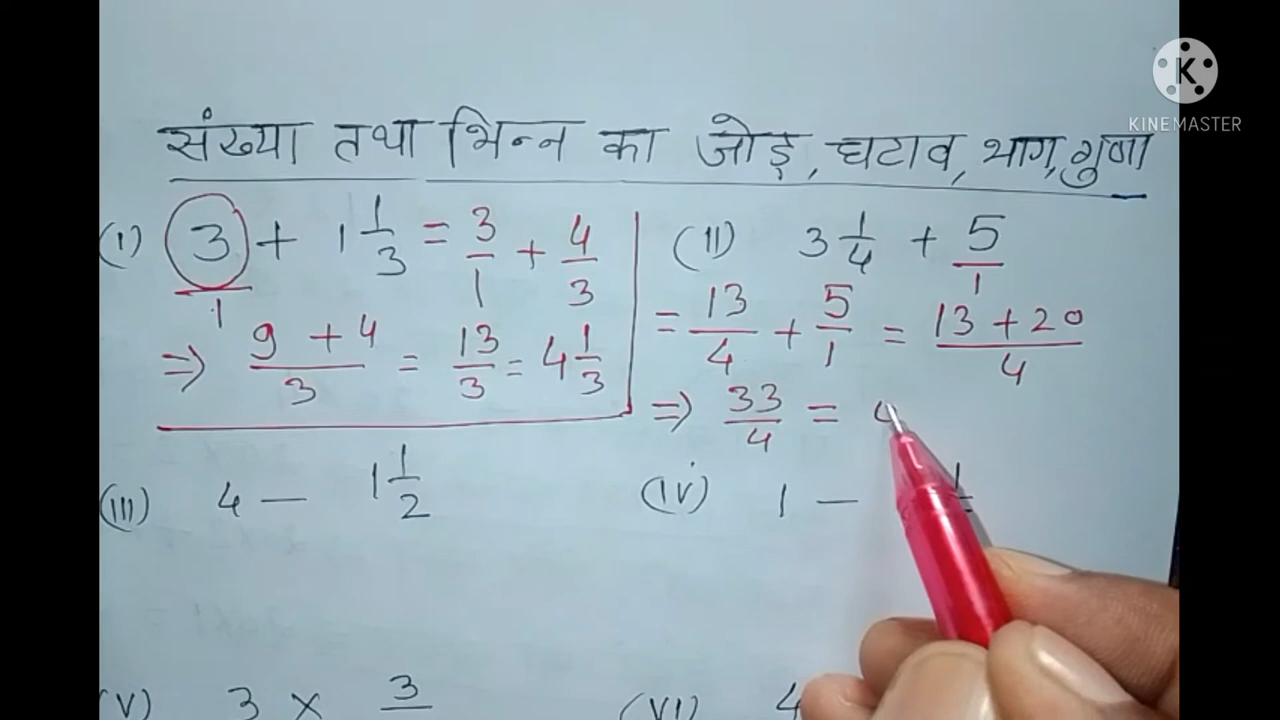 KINEMASTER
संख्या तथा भिन्न का जोड़, घटाव, भाग, गुणा
(I) 3/1 + 1 1/3 = 3/1 + 4/3
⇒ (9 + 4)/3 = 13/3 = 4 1/3
(II) 3 1/4 + 5/1
= 13/4 + 5/1 = (13 + 20)/4
⇒ 33/4 =
(III) 4 - 1 1/2
(IV) 1 -
(V) 3 × 3
(VI) 4